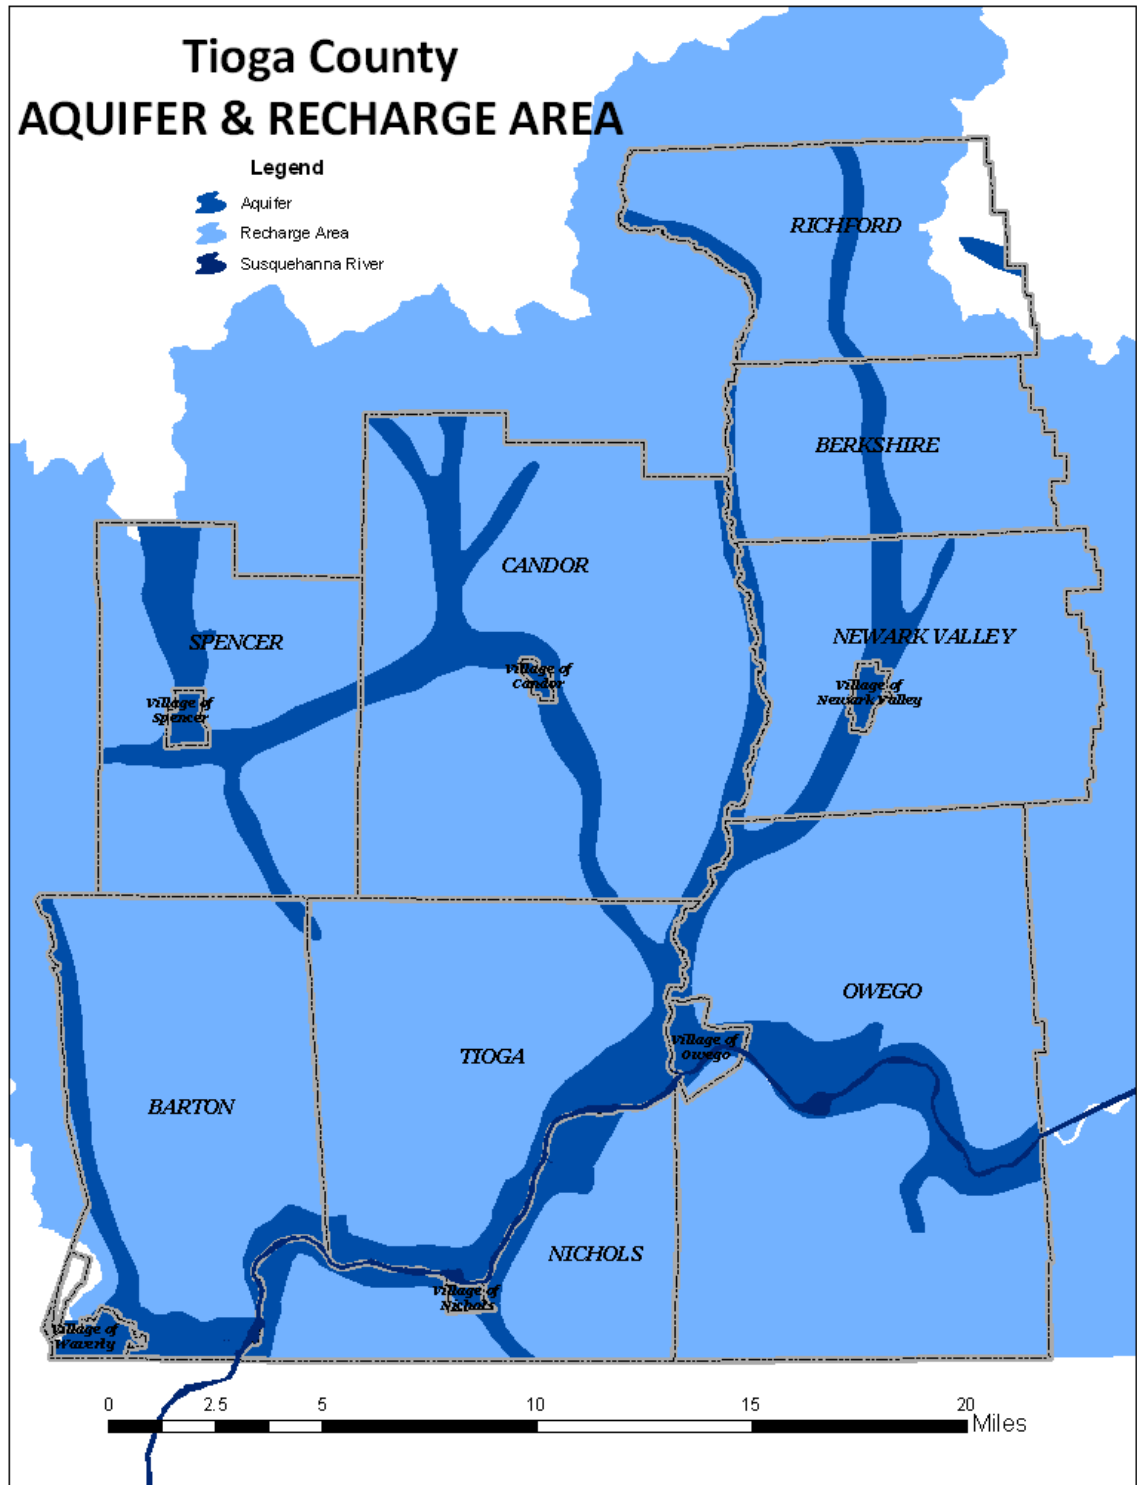 Tioga County
AQUIFER & RECHARGE AREA
Legend
Aquifer
Recharge Area
Susquehanna River
RICHFORD
BERKSHIRE
CANDOR
NEWARK VALLEY
SPENCER
Village of
Candor
Village of
Newark Valley
Village of
Spencer
OWEGO
Village of
Owego
TIOGA
BARTON
NICHOLS
Village of
Nichols
Village of
Waverly
0 2.5 5 10 15 20
Miles